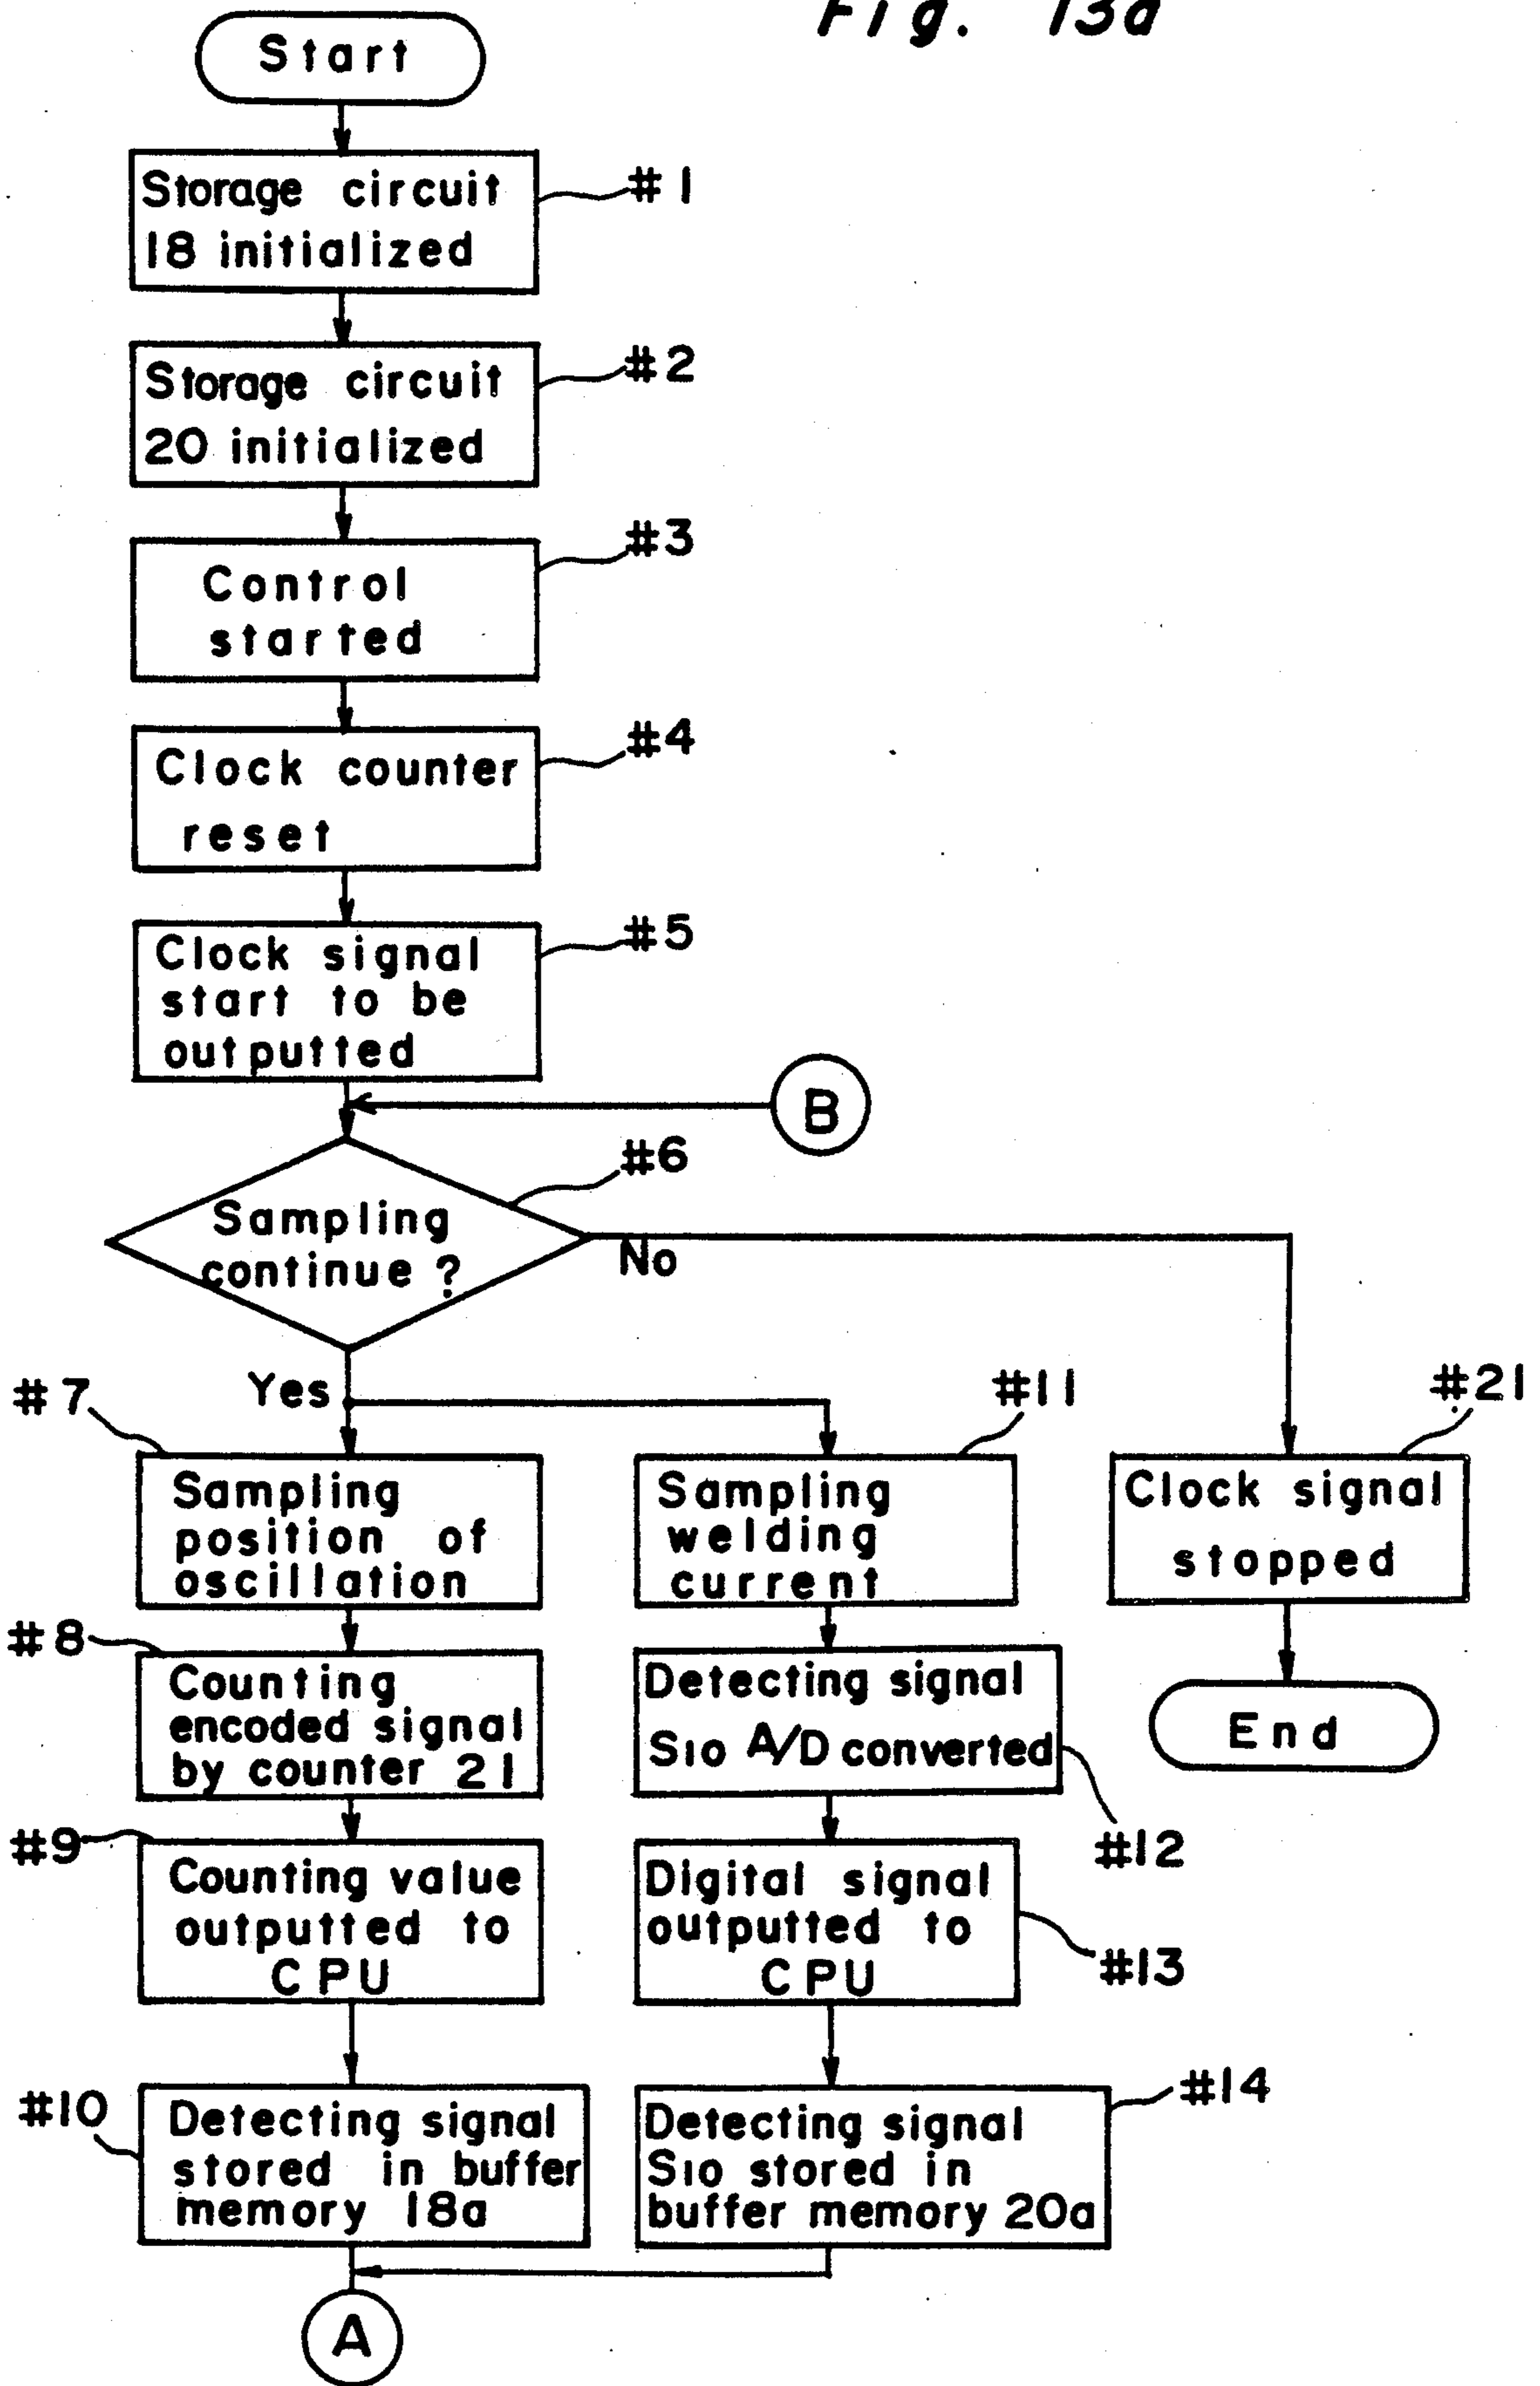 Fig. 13a
Start
Storage circuit
18 initialized
#1
Storage circuit
20 initialized
#2
Control
started
#3
Clock counter
reset
#4
Clock signal
start to be
outputted
#5
B
Sampling
continue ?
#6
No
Yes
#7
Sampling
position of
oscillation
#11
Sampling
welding
current
#21
Clock signal
stopped
#8
Counting
encoded signal
by counter 21
Detecting signal
S10 A/D converted
#12
End
#9
Counting value
outputted to
CPU
Digital signal
outputted to
CPU
#13
#10
Detecting signal
stored in buffer
memory 18a
Detecting signal
S10 stored in
buffer memory 20a
#14
A